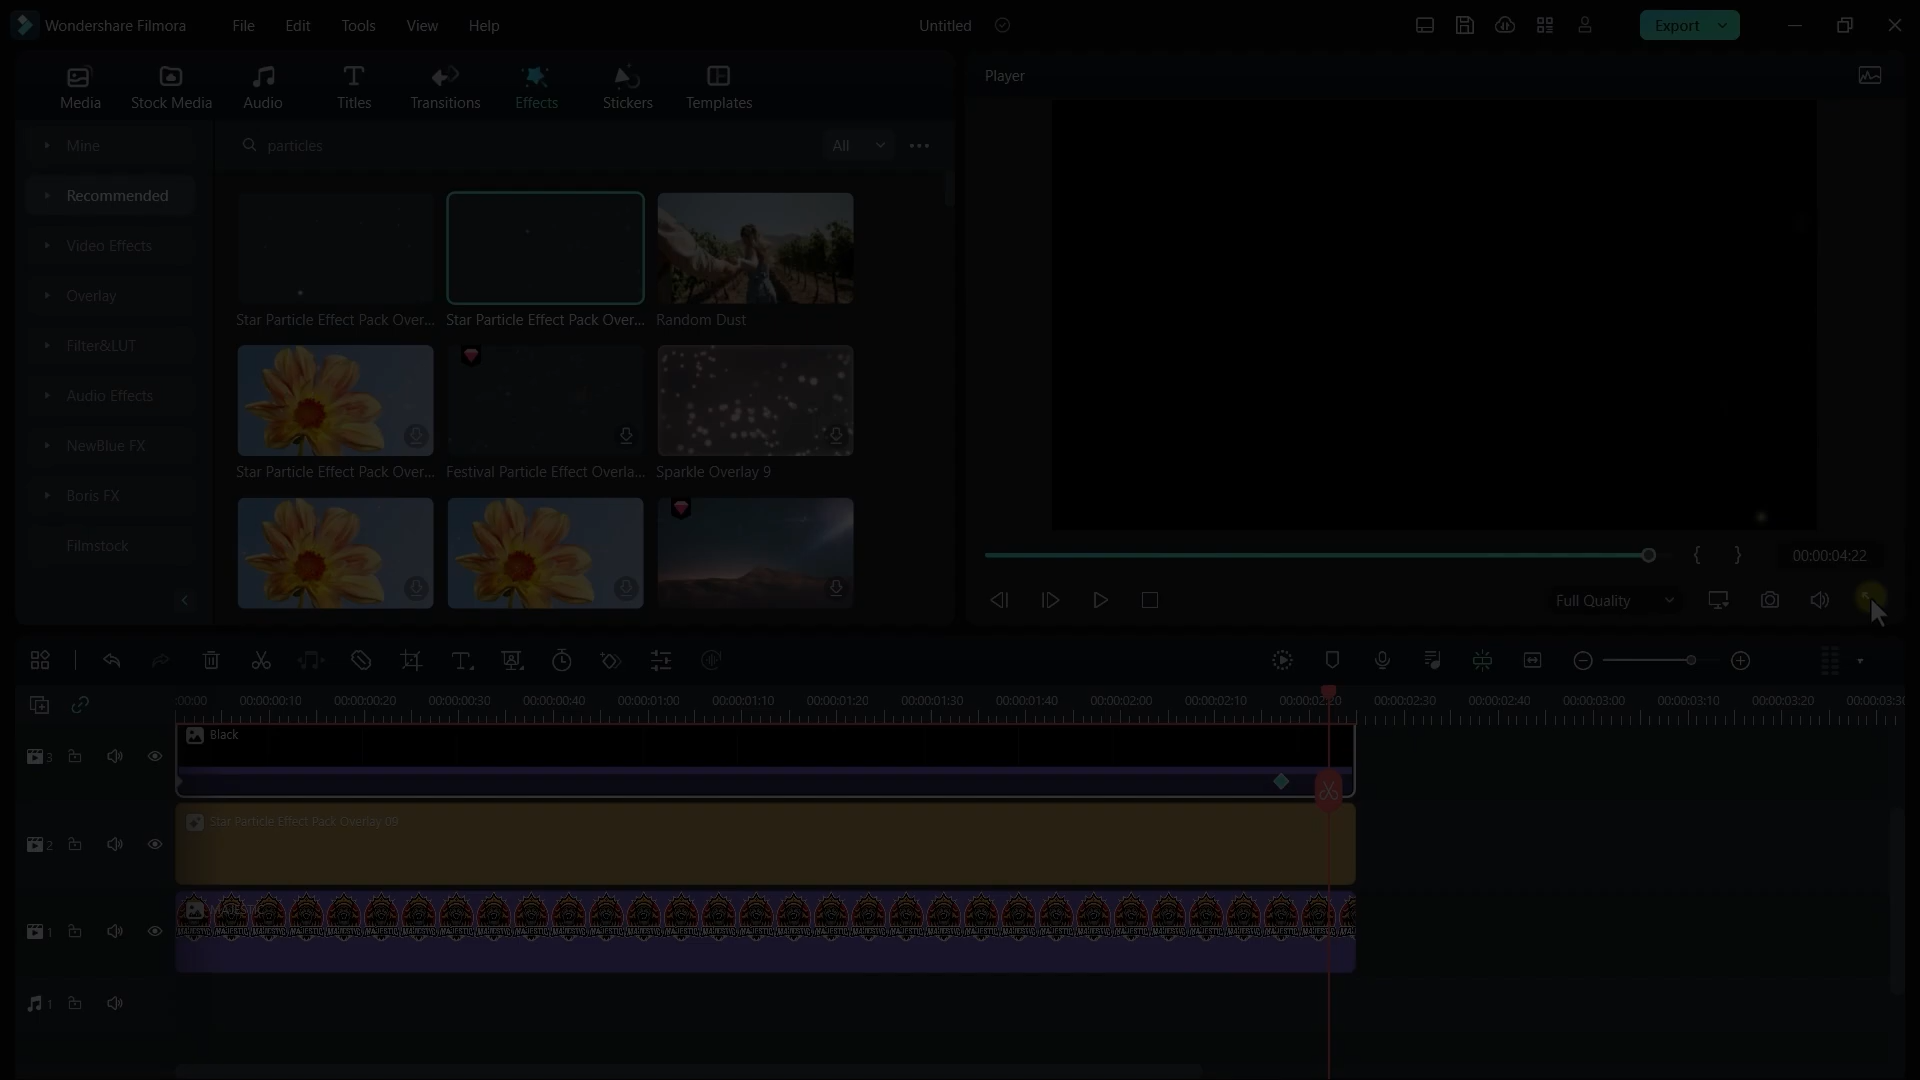 Wondershare Filmora File Edit Tools View Help Untitled Export
Media Stock Media Audio Titles Transitions Effects Stickers Templates
Player
Mine
Recommended
Video Effects
Overlay
Filter&LUT
Audio Effects
NewBlue FX
Boris FX
Filmstock
particles All
Star Particle Effect Pack Over... Star Particle Effect Pack Over... Random Dust
Star Particle Effect Pack Over... Festival Particle Effect Overla... Sparkle Overlay 9
00:00:04:22
Full Quality
:00:00 00:00:00:10 00:00:00:20 00:00:00:30 00:00:00:40 00:00:01:00 00:00:01:10 00:00:01:20 00:00:01:30 00:00:01:40 00:00:02:00 00:00:02:10 00:00:02:20 00:00:02:30 00:00:02:40 00:00:03:00 00:00:03:10 00:00:03:20 00:00:03:30
3 Black
2 Star Particle Effect Pack Overlay 09
1 MAJESTIC
1